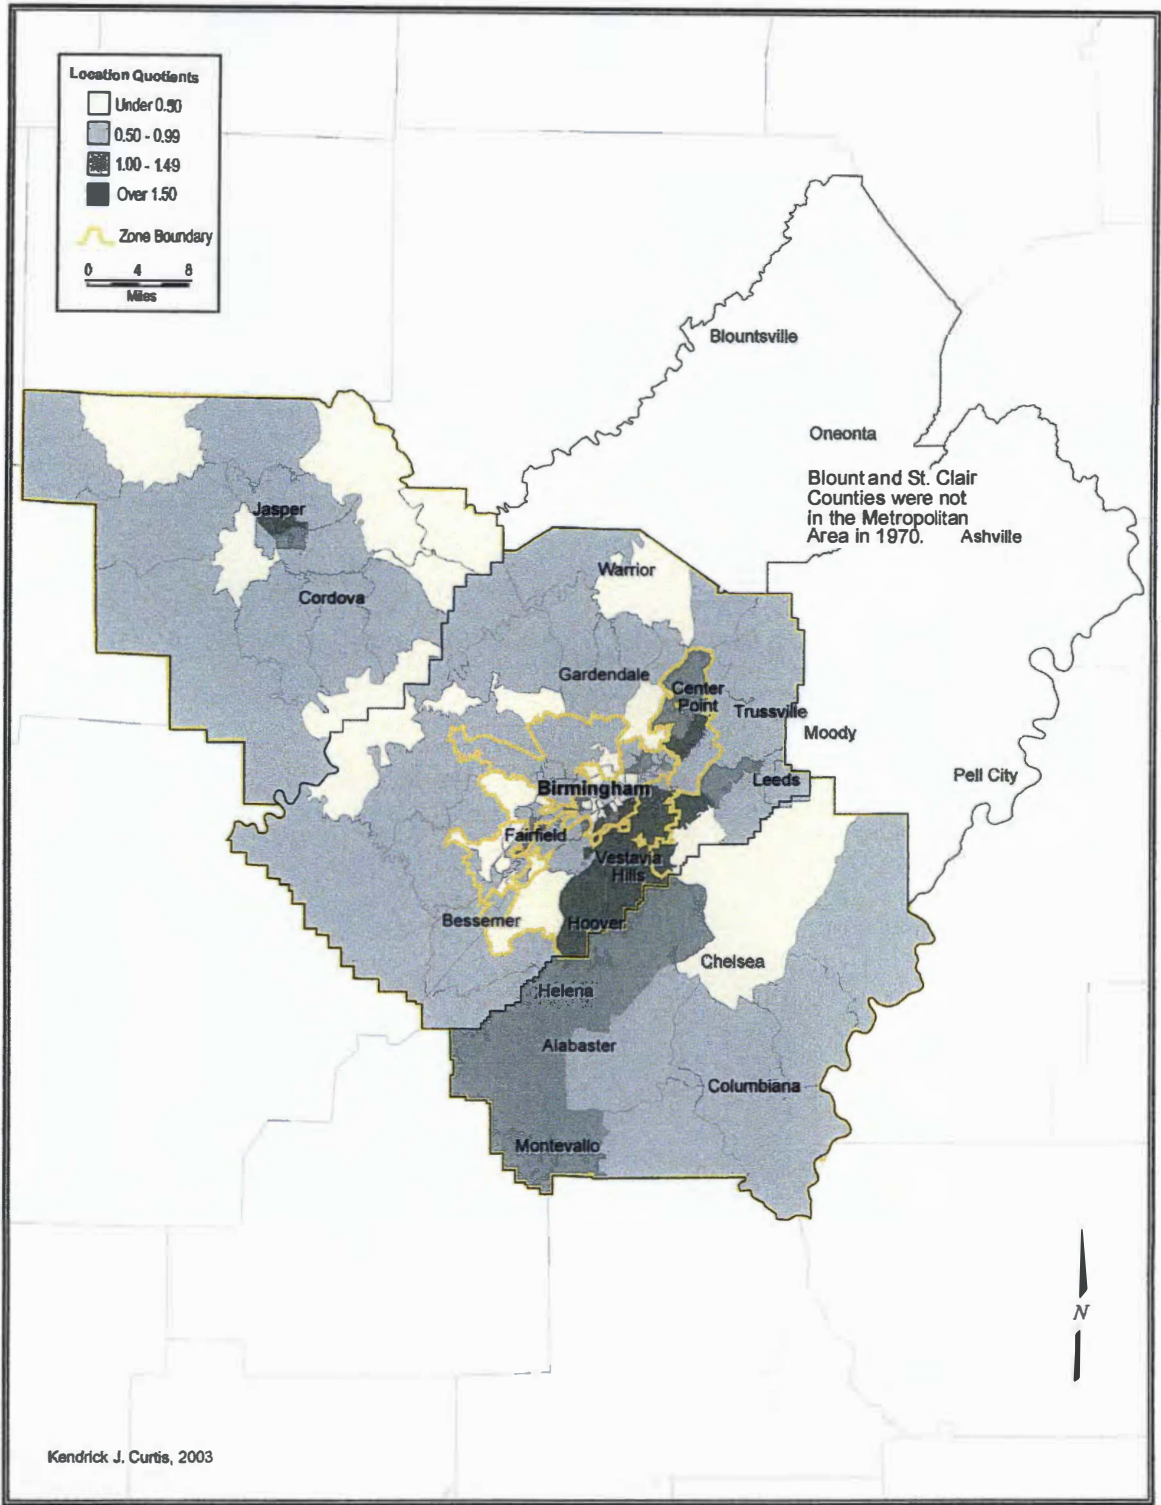 Location Quotients
Under 0.50
0.50 - 0.99
1.00 - 1.49
Over 1.50
Zone Boundary
0 4 8
Miles
Blountsville
Oneonta
Blount and St. Clair
Counties were not
in the Metropolitan
Area in 1970.
Ashville
Jasper
Warrior
Cordova
Gardendale
Center
Point
Trussville
Moody
Pell City
Leeds
Birmingham
Fairfield
Vestavia
Hills
Bessemer
Hoover
Chelsea
Helena
Alabaster
Columbiana
Montevallo
N
Kendrick J. Curtis, 2003